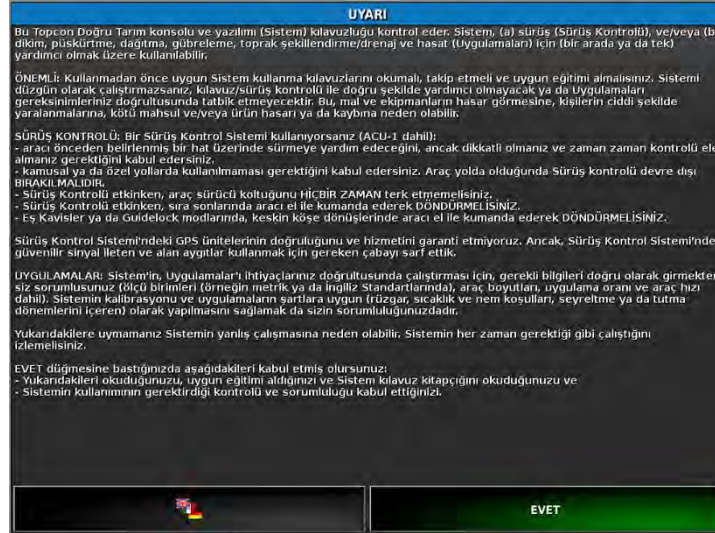 UYARI
Bu Topcon Doğru Tarım konsolu ve yazılımı (Sistem) kılavuzluğu kontrol eder. Sistem, (a) sürüş (Sürüş Kontrolü), ve/veya (b
dikim, püskürtme, dağıtma, gübreleme, toprak şekillendirme/drenaj ve hasat (Uygulamaları) için (bir arada ya da tek)
yardımcı olmak üzere kullanılabilir.
ÖNEMLİ: Kullanmadan önce uygun Sistem kullanma kılavuzlarını okumalı, takip etmeli ve uygun eğitimi almalısınız. Sistemi
düzgün olarak çalıştırmazsanız, kılavuz/sürüş kontrolü ile doğru şekilde yardımcı olmayacak ya da Uygulamaları
gereksinimleriniz doğrultusunda tatbik etmeyecektir. Bu, mal ve ekipmanların hasar görmesine, kişilerin ciddi şekilde
yaralanmalarına, kötü mahsul ve/veya ürün hasarı ya da kaybına neden olabilir.
SÜRÜŞ KONTROLÜ: Bir Sürüş Kontrol Sistemi kullanıyorsanız (ACU-1 dahil):
- aracı önceden belirlenmiş bir hat üzerinde sürmeye yardım edeceğini, ancak dikkatli olmanız ve zaman zaman kontrolü ele
almanız gerektiğini kabul edersiniz.
- kamusal ya da özel yollarda kullanılmaması gerektiğini kabul edersiniz. Araç yolda olduğunda Sürüş kontrolü devre dışı
BIRAKILMALIDIR.
- Sürüş Kontrolü etkinken, araç sürücü koltuğunu HİÇBİR ZAMAN terk etmemelisiniz.
- Sürüş Kontrolü etkinken, sıra sonlarında aracı el ile kumanda ederek DÖNDÜRMELİSİNİZ.
- Eş Kavisler ya da Guidelock modlarında, keskin köşe dönüşlerinde aracı el ile kumanda ederek DÖNDÜRMELİSİNİZ.
Sürüş Kontrol Sistemi'ndeki GPS ünitelerinin doğruluğunu ve hizmetini garanti etmiyoruz. Ancak, Sürüş Kontrol Sistemi'nde
güvenilir sinyal ileten ve alan aygıtlar kullanmak için gereken çabayı sarf ettik.
UYGULAMALAR: Sistem'in, Uygulamalar'ı ihtiyaçlarınız doğrultusunda çalıştırması için, gerekli bilgileri doğru olarak girmekten
siz sorumlusunuz (ölçü birimleri (örneğin metrik ya da İngiliz Standartlarında), araç boyutları, uygulama oranı ve araç hızı
dahil). Sistemin kalibrasyonu ve uygulamaların şartlara uygun (rüzgar, sıcaklık ve nem koşulları, seyreltme ya da tutma
dönemlerini içeren) olarak yapılmasını sağlamak da sizin sorumluluğunuzdadır.
Yukarıdakilere uymamanız Sistemin yanlış çalışmasına neden olabilir. Sistemin her zaman gerektiği gibi çalıştığını
izlemelisiniz.
EVET düğmesine bastığınızda aşağıdakileri kabul etmiş olursunuz:
- Yukarıdakileri okuduğunuzu, uygun eğitimi aldığınızı ve Sistem kılavuz kitapçığını okuduğunuzu ve
- Sistemin kullanımının gerektirdiği kontrolü ve sorumluluğu kabul ettiğinizi.
EVET